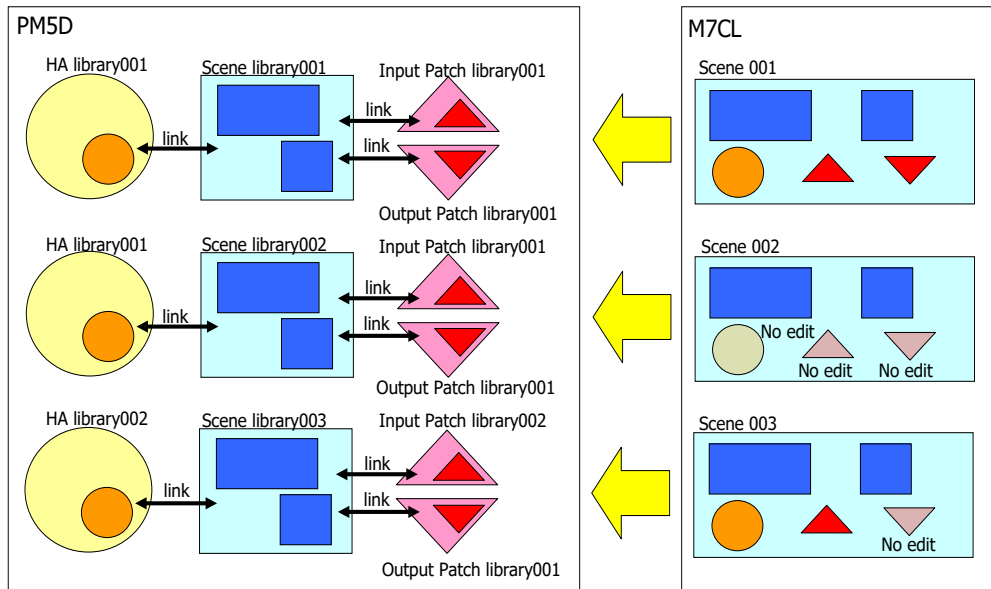 PM5D
HA library001
Scene library001
Input Patch library001
link
link
link
Output Patch library001
HA library001
Scene library002
Input Patch library001
link
link
link
Output Patch library001
HA library002
Scene library003
Input Patch library002
link
link
link
Output Patch library001
M7CL
Scene 001
Scene 002
No edit
No edit
No edit
Scene 003
No edit